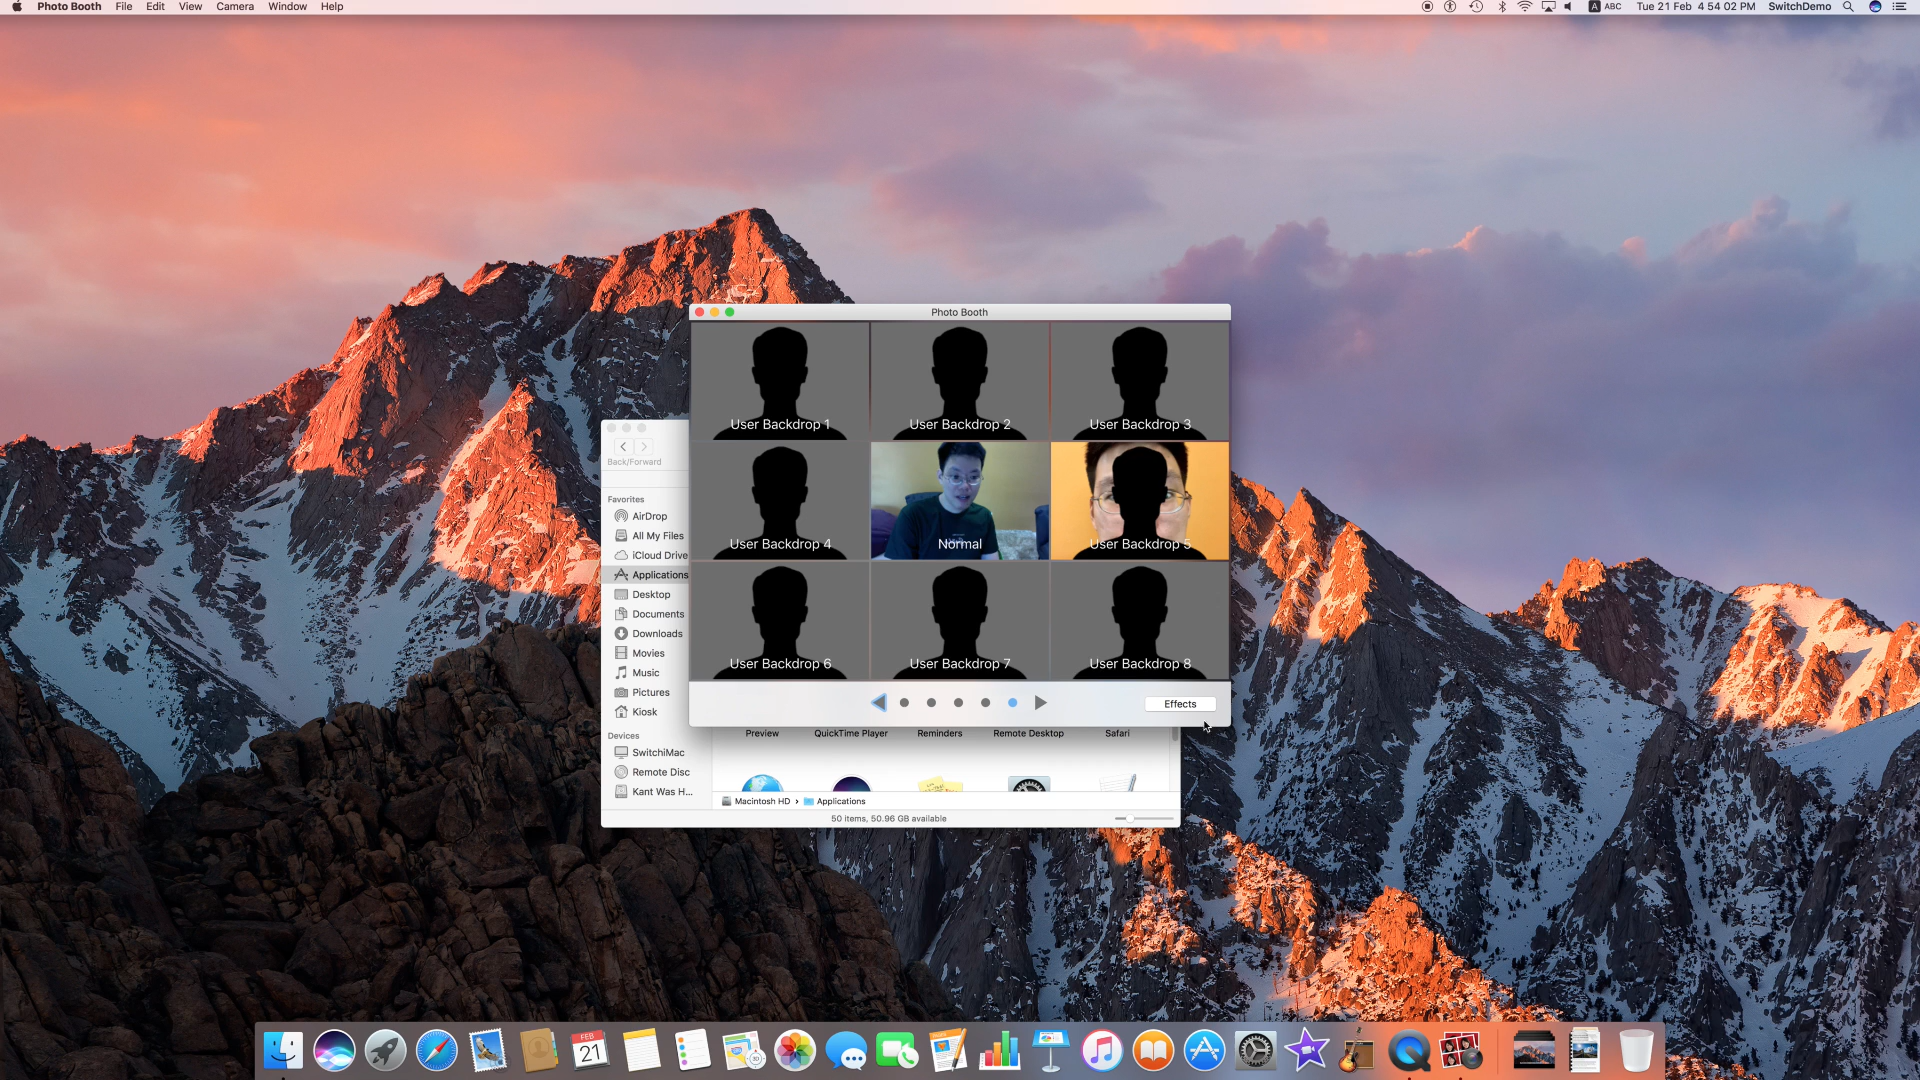 Photo Booth File Edit View Camera Window Help
A ABC Tue 21 Feb 4 54 02 PM SwitchDemo
Photo Booth
User Backdrop 1 User Backdrop 2 User Backdrop 3
User Backdrop 4 Normal User Backdrop 5
User Backdrop 6 User Backdrop 7 User Backdrop 8
Effects
Back/Forward
Favorites
AirDrop
All My Files
iCloud Drive
Applications
Desktop
Documents
Downloads
Movies
Music
Pictures
Kiosk
Devices
SwitchiMac
Remote Disc
Kant Was H...
Preview QuickTime Player Reminders Remote Desktop Safari
Macintosh HD › Applications
50 items, 50.96 GB available
FEB
21